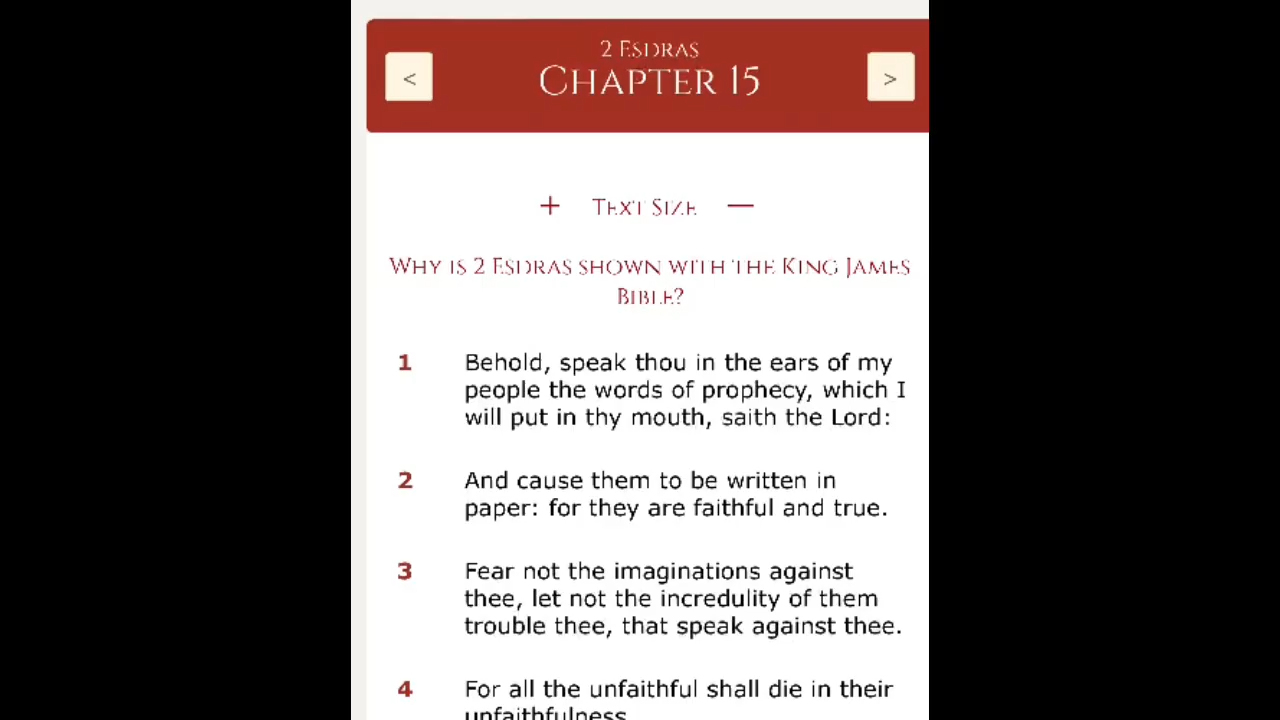 2 Esdras
< Chapter 15 >
+ Text Size —
Why is 2 Esdras shown with the King James
Bible?
1 Behold, speak thou in the ears of my
people the words of prophecy, which I
will put in thy mouth, saith the Lord:
2 And cause them to be written in
paper: for they are faithful and true.
3 Fear not the imaginations against
thee, let not the incredulity of them
trouble thee, that speak against thee.
4 For all the unfaithful shall die in their
unfaithfulness